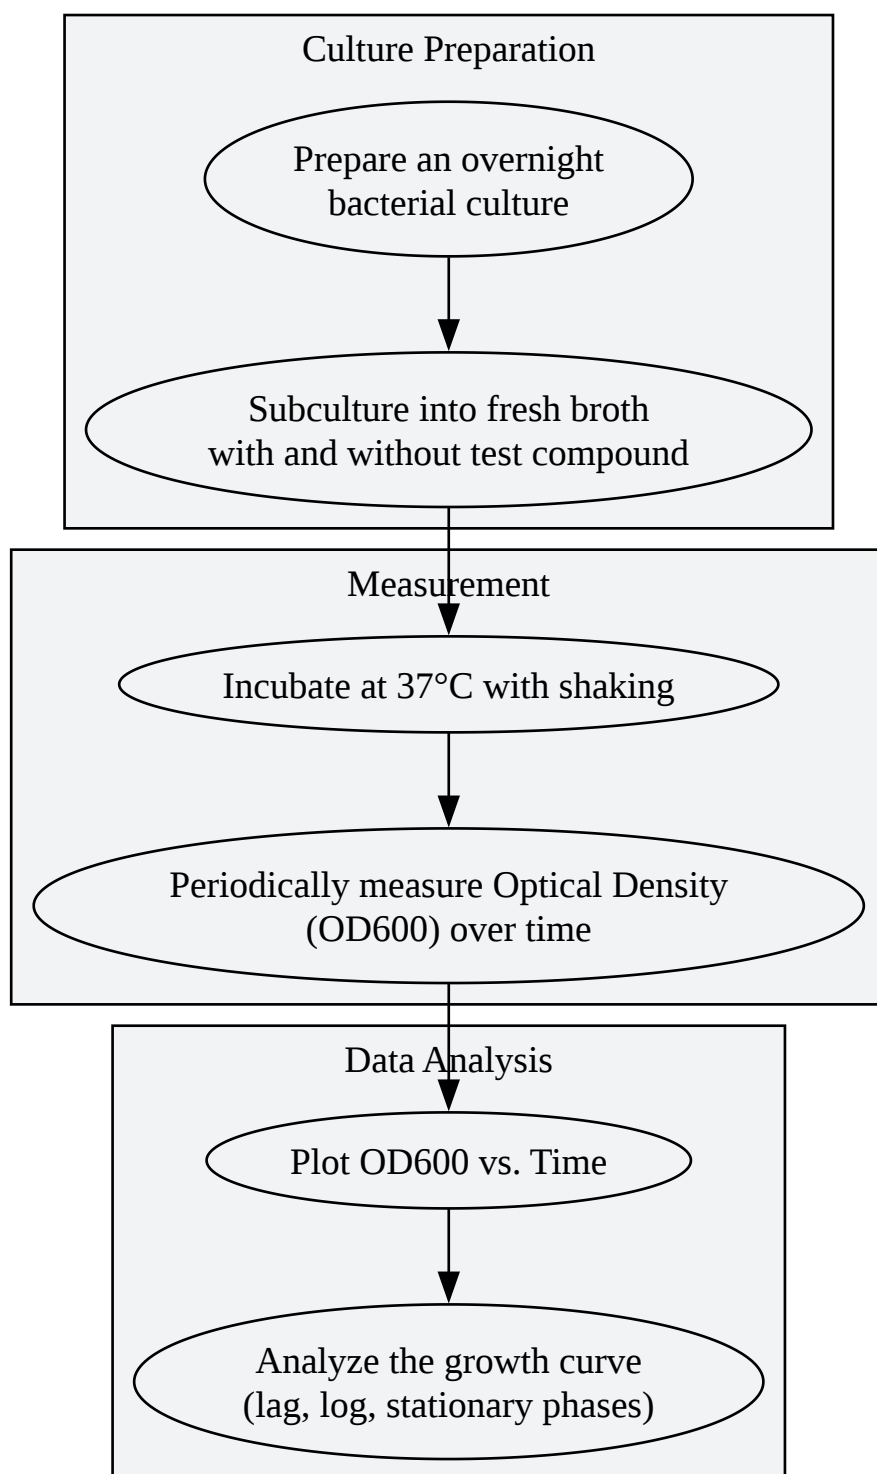 Culture Preparation
Prepare an overnight
bacterial culture
Subculture into fresh broth
with and without test compound
Measurement
Incubate at 37°C with shaking
Periodically measure Optical Density
(OD600) over time
Data Analysis
Plot OD600 vs. Time
Analyze the growth curve
(lag, log, stationary phases)